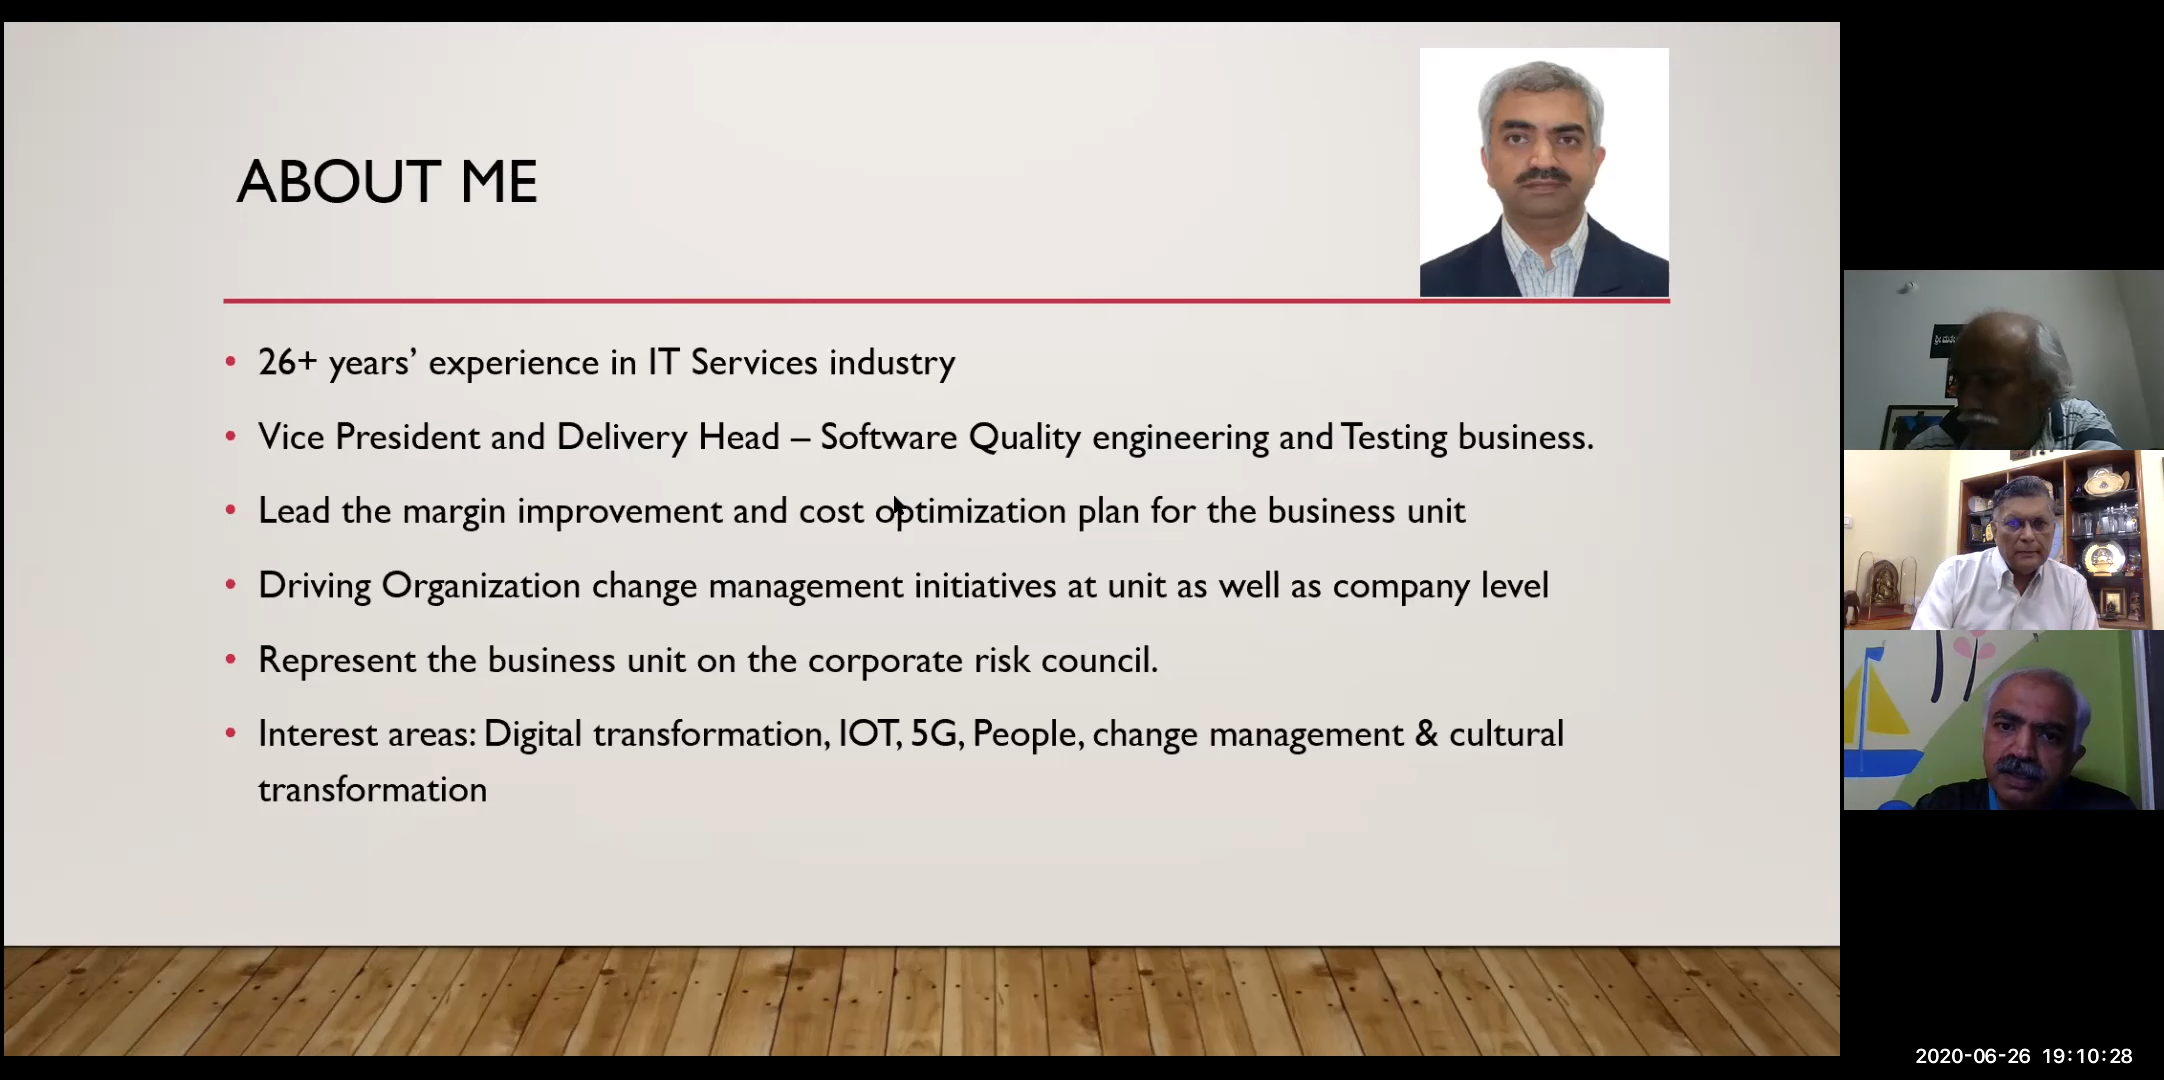 ABOUT ME
• 26+ years’ experience in IT Services industry
• Vice President and Delivery Head – Software Quality engineering and Testing business.
• Lead the margin improvement and cost optimization plan for the business unit
• Driving Organization change management initiatives at unit as well as company level
• Represent the business unit on the corporate risk council.
• Interest areas: Digital transformation, IOT, 5G, People, change management & cultural
transformation
2020-06-26 19:10:28